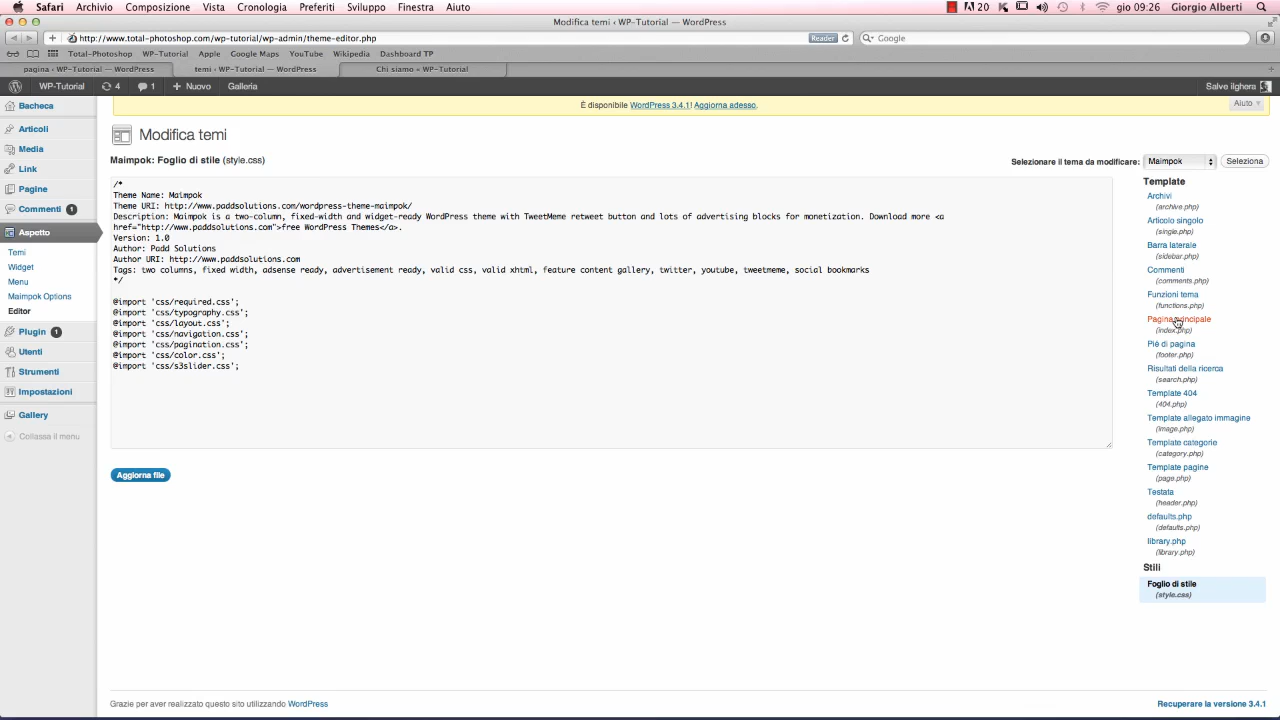 Safari Archivio Composizione Vista Cronologia Preferiti Sviluppo Finestra Aiuto 20 gio 09:26 Giorgio Alberti
Modifica temi ‹ WP-Tutorial — WordPress
http://www.total-photoshop.com/wp-tutorial/wp-admin/theme-editor.php Reader Google
Total-Photoshop WP-Tutorial Apple Google Maps YouTube Wikipedia Dashboard TP
pagina ‹ WP-Tutorial — WordPress temi ‹ WP-Tutorial — WordPress Chi siamo « WP-Tutorial
WP-Tutorial 4 1 + Nuovo Galleria Salve ilghera
È disponibile WordPress 3.4.1! Aggiorna adesso. Aiuto
Bacheca
Articoli
Media
Link
Pagine
Commenti 1
Aspetto
Temi
Widget
Menu
Maimpok Options
Editor
Plugin 1
Utenti
Strumenti
Impostazioni
Gallery
Collassa il menu
Modifica temi
Maimpok: Foglio di stile (style.css)
Selezionare il tema da modificare: Maimpok Seleziona
/*
Theme Name: Maimpok
Theme URI: http://www.paddsolutions.com/wordpress-theme-maimpok/
Description: Maimpok is a two-column, fixed-width and widget-ready WordPress theme with TweetMeme retweet button and lots of advertising blocks for monetization. Download more <a
href="http://www.paddsolutions.com">free WordPress Themes</a>.
Version: 1.0
Author: Padd Solutions
Author URI: http://www.paddsolutions.com
Tags: two columns, fixed width, adsense ready, advertisement ready, valid css, valid xhtml, feature content gallery, twitter, youtube, tweetmeme, social bookmarks
*/
@import 'css/required.css';
@import 'css/typography.css';
@import 'css/layout.css';
@import 'css/navigation.css';
@import 'css/pagination.css';
@import 'css/color.css';
@import 'css/s3slider.css';
Aggiorna file
Template
Archivi
(archive.php)
Articolo singolo
(single.php)
Barra laterale
(sidebar.php)
Commenti
(comments.php)
Funzioni tema
(functions.php)
Pagina principale
(index.php)
Piè di pagina
(footer.php)
Risultati della ricerca
(search.php)
Template 404
(404.php)
Template allegato immagine
(image.php)
Template categorie
(category.php)
Template pagine
(page.php)
Testata
(header.php)
defaults.php
(defaults.php)
library.php
(library.php)
Stili
Foglio di stile
(style.css)
Grazie per aver realizzato questo sito utilizzando WordPress
Recuperare la versione 3.4.1